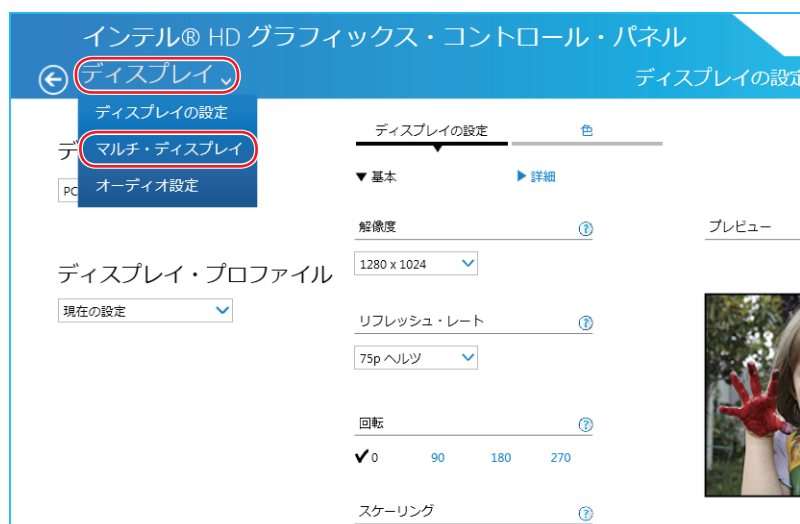 インテル® HD グラフィックス・コントロール・パネル
ディスプレイ
ディスプレイの設定
ディスプレイの設定
マルチ・ディスプレイ
オーディオ設定
デ
PC
ディスプレイ・プロファイル
現在の設定
ディスプレイの設定 色
▼ 基本 ▶ 詳細
解像度 ?
1280 x 1024
リフレッシュ・レート ?
75p ヘルツ
回転 ?
✔0 90 180 270
スケーリング ?
プレビュー